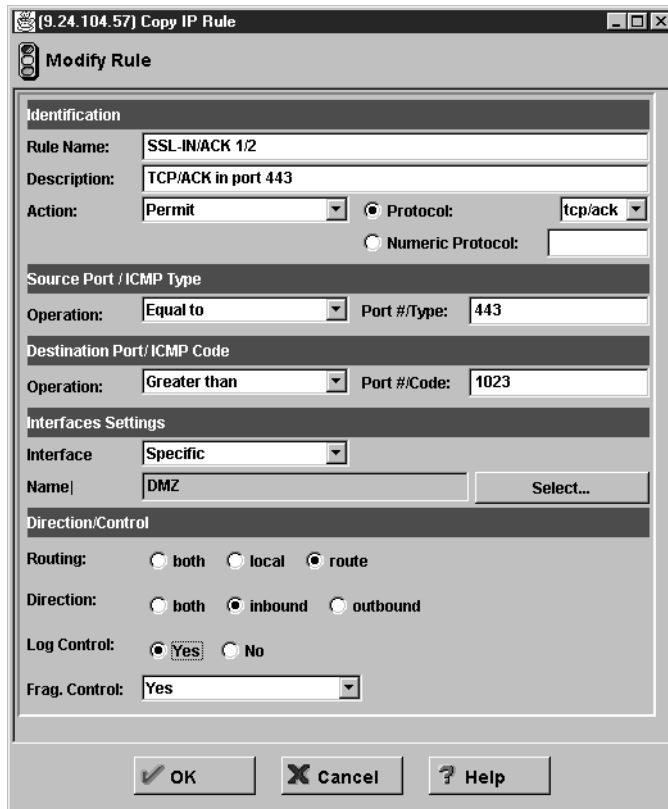 (9.24.104.57) Copy IP Rule
Modify Rule
Identification
Rule Name: SSL-IN/ACK 1/2
Description: TCP/ACK in port 443
Action: Permit Protocol: tcp/ack
Numeric Protocol:
Source Port / ICMP Type
Operation: Equal to Port #/Type: 443
Destination Port/ ICMP Code
Operation: Greater than Port #/Code: 1023
Interfaces Settings
Interface Specific
Name| DMZ Select...
Direction/Control
Routing: both local route
Direction: both inbound outbound
Log Control: Yes No
Frag. Control: Yes
OK Cancel Help